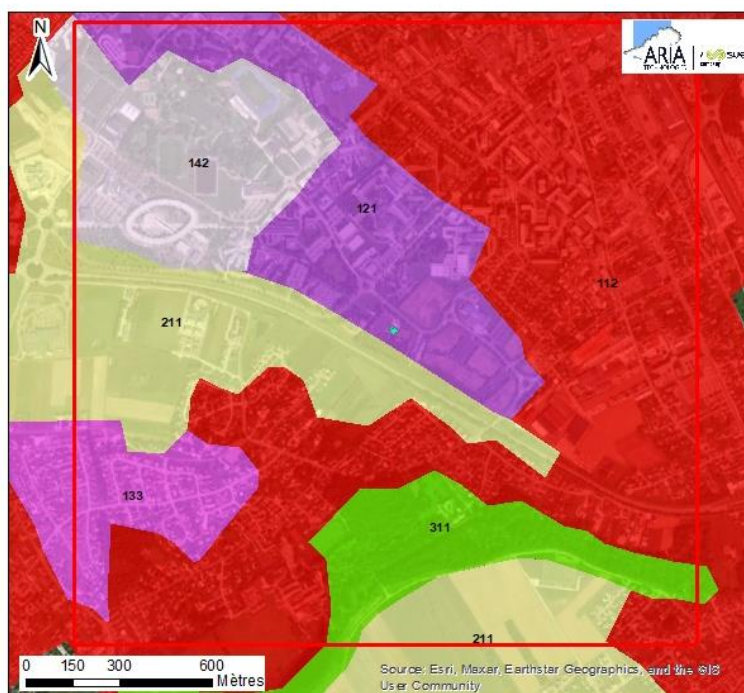 N
ARIA
TECHNOLOGIES
142
121
112
211
133
311
211
0 150 300 600
Mètres
Source: Esri, Maxar, Earthstar Geographics, and the GIS
User Community